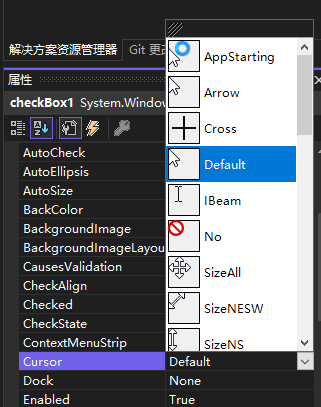 解决方案资源管理器 Git 更改
属性
checkBox1 System.Window
AutoCheck
AutoEllipsis
AutoSize
BackColor
BackgroundImage
BackgroundImageLayou
CausesValidation
CheckAlign
Checked
CheckState
ContextMenuStrip
Cursor Default
Dock None
Enabled True
AppStarting
Arrow
Cross
Default
IBeam
No
SizeAll
SizeNESW
SizeNS